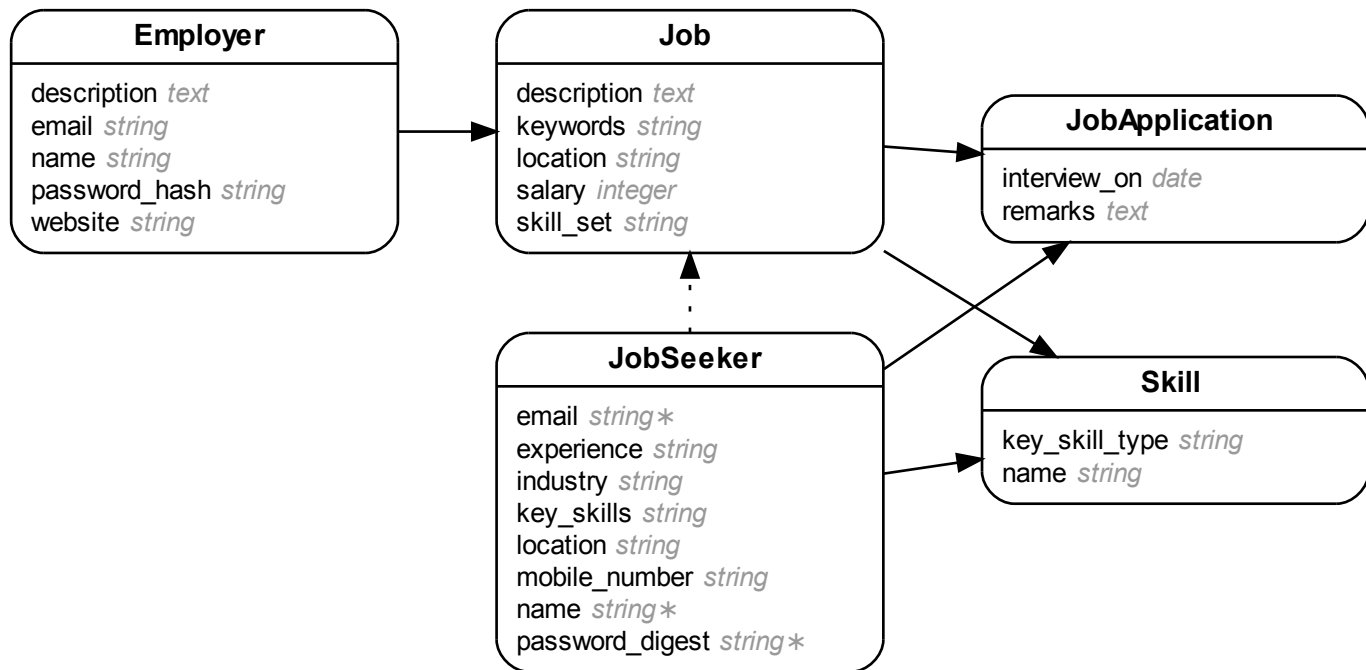 Employer
description text
email string
name string
password_hash string
website string
Job
description text
keywords string
location string
salary integer
skill_set string
JobApplication
interview_on date
remarks text
JobSeeker
email string∗
experience string
industry string
key_skills string
location string
mobile_number string
name string∗
password_digest string∗
Skill
key_skill_type string
name string